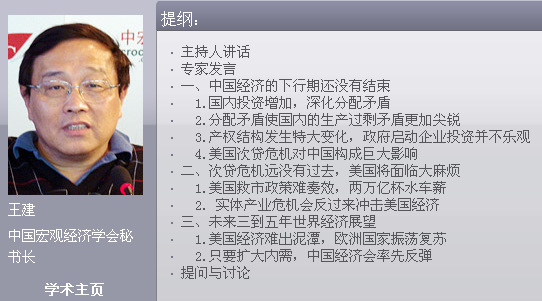 中宏
提纲：
· 主持人讲话
· 专家发言
· 一、中国经济的下行期还没有结束
· 1.国内投资增加，深化分配矛盾
· 2.分配矛盾使国内的生产过剩矛盾更加尖锐
· 3.产权结构发生特大变化，政府启动企业投资并不乐观
· 4.美国次贷危机对中国构成巨大影响
· 二、次贷危机远没有过去，美国将面临大麻烦
· 1.美国救市政策难奏效，两万亿杯水车薪
· 2. 实体产业危机会反过来冲击美国经济
· 三、未来三到五年世界经济展望
· 1.美国经济难出泥潭，欧洲国家振荡复苏
· 2.只要扩大内需，中国经济会率先反弹
· 提问与讨论
王建
中国宏观经济学会秘
书长
学术主页